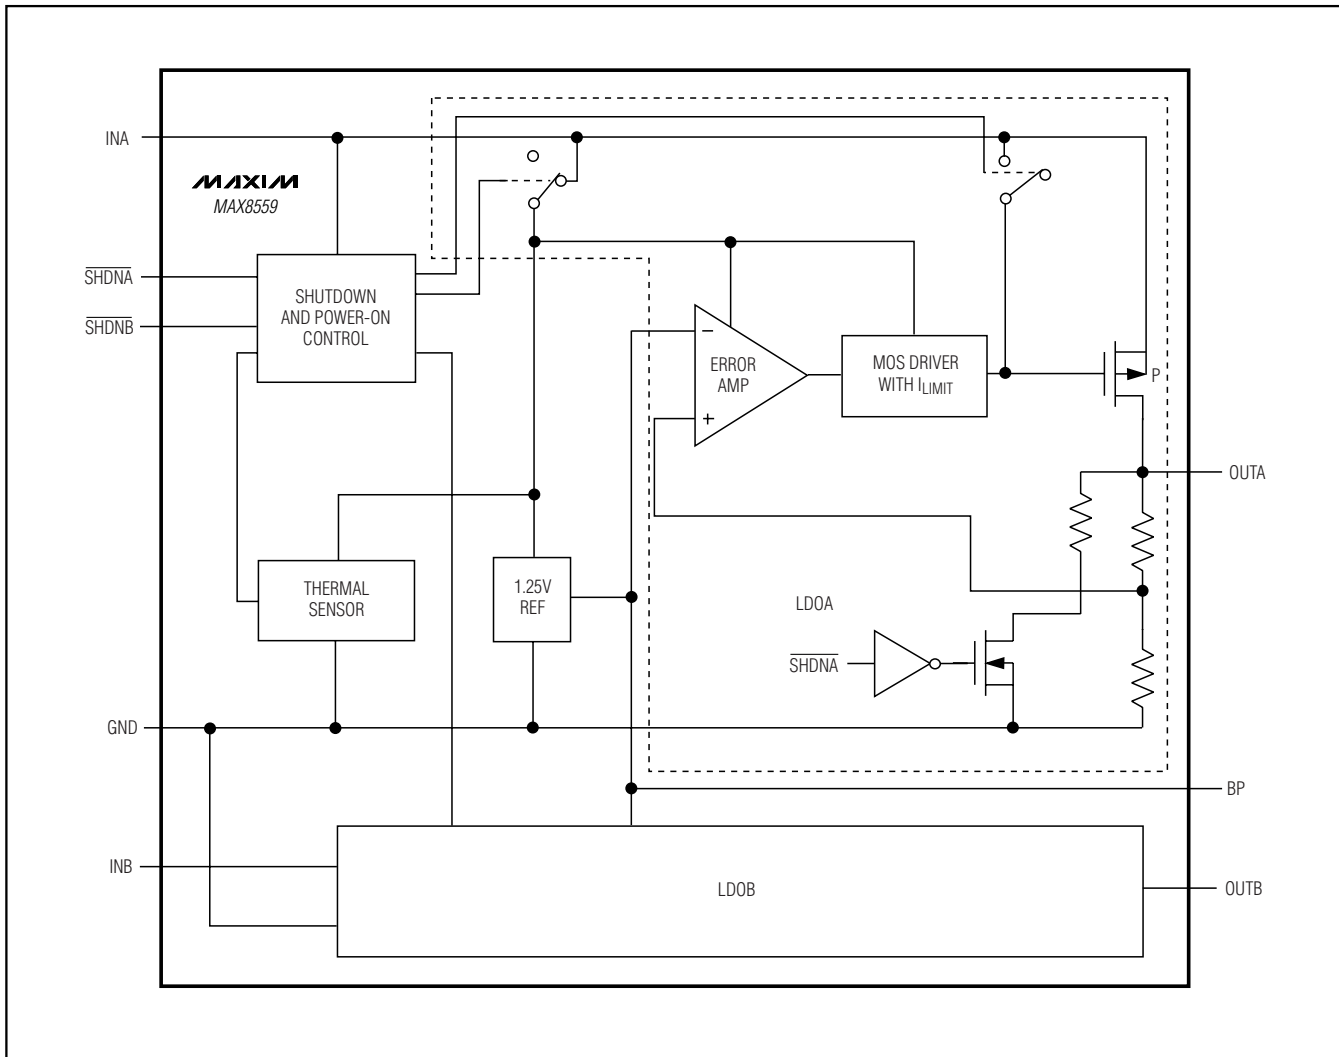 INA
MAXIM
MAX8559
SHDNA
SHDNB
SHUTDOWN
AND POWER-ON
CONTROL
ERROR
AMP
−
+
MOS DRIVER
WITH ILIMIT
P
OUTA
THERMAL
SENSOR
1.25V
REF
LDOA
SHDNA
GND
BP
INB
LDOB
OUTB